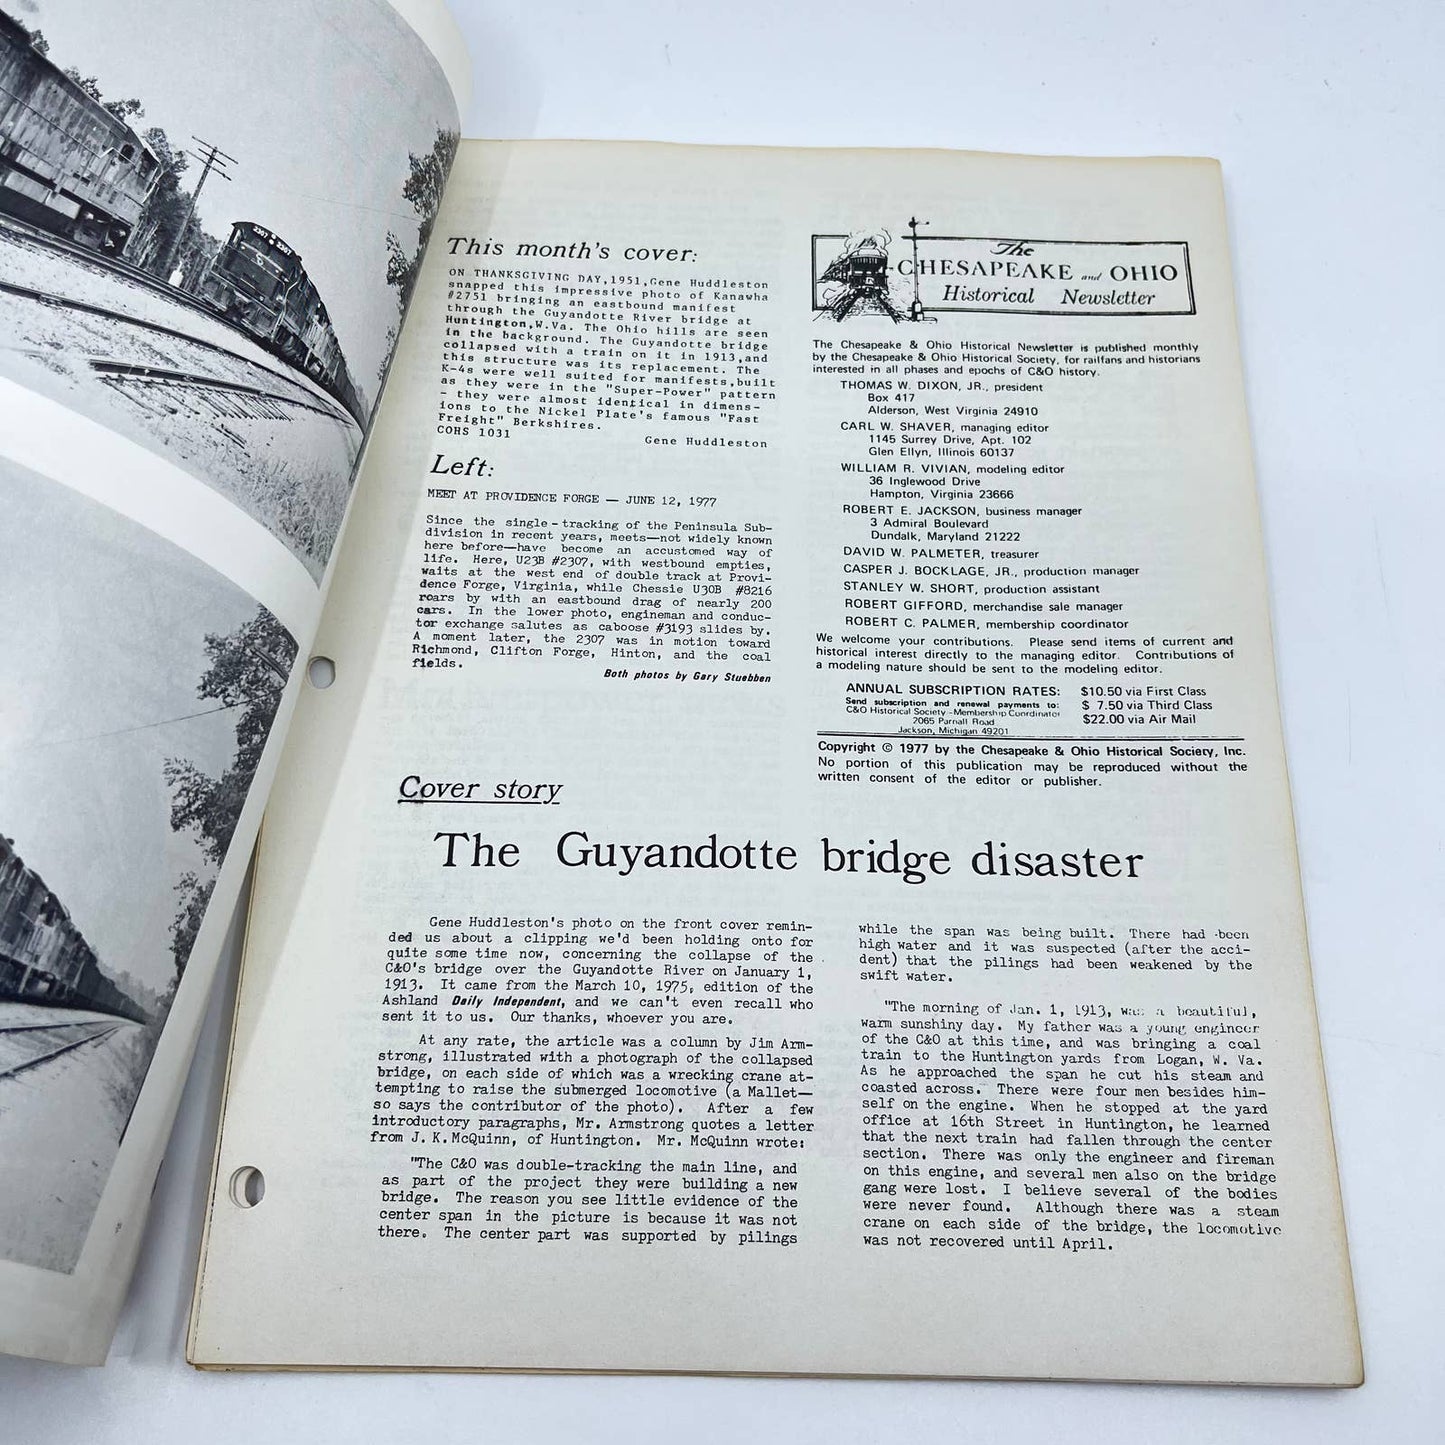 2307 2307
This month's cover:
ON THANKSGIVING DAY,1951,Gene Huddleston
snapped this impressive photo of Kanawha
#2751 bringing an eastbound manifest
through the Guyandotte River bridge at
Huntington,W.Va. The Ohio hills are seen
in the background. The Guyandotte bridge
collapsed with a train on it in 1913,and
this structure was its replacement. The
K-4s were well suited for manifests,built
as they were in the "Super-Power" pattern
- they were almost identical in dimens-
ions to the Nickel Plate's famous "Fast
Freight" Berkshires.
COHS 1031
Gene Huddleston
Left:
MEET AT PROVIDENCE FORGE — JUNE 12, 1977
Since the single-tracking of the Peninsula Sub-
division in recent years, meets—not widely known
here before—have become an accustomed way of
life. Here, U23B #2307, with westbound empties,
waits at the west end of double track at Provi-
dence Forge, Virginia, while Chessie U30B #8216
roars by with an eastbound drag of nearly 200
cars. In the lower photo, engineman and conduc-
tor exchange salutes as caboose #3193 slides by.
A moment later, the 2307 was in motion toward
Richmond, Clifton Forge, Hinton, and the coal
fields.
Both photos by Gary Stuebben
The
CHESAPEAKE and OHIO
Historical Newsletter
The Chesapeake & Ohio Historical Newsletter is published monthly
by the Chesapeake & Ohio Historical Society, for railfans and historians
interested in all phases and epochs of C&O history.
THOMAS W. DIXON, JR., president
Box 417
Alderson, West Virginia 24910
CARL W. SHAVER, managing editor
1145 Surrey Drive, Apt. 102
Glen Ellyn, Illinois 60137
WILLIAM R. VIVIAN, modeling editor
36 Inglewood Drive
Hampton, Virginia 23666
ROBERT E. JACKSON, business manager
3 Admiral Boulevard
Dundalk, Maryland 21222
DAVID W. PALMETER, treasurer
CASPER J. BOCKLAGE, JR., production manager
STANLEY W. SHORT, production assistant
ROBERT GIFFORD, merchandise sale manager
ROBERT C. PALMER, membership coordinator
We welcome your contributions. Please send items of current and
historical interest directly to the managing editor. Contributions of
a modeling nature should be sent to the modeling editor.
ANNUAL SUBSCRIPTION RATES: $10.50 via First Class
Send subscription and renewal payments to: $ 7.50 via Third Class
C&O Historical Society -Membership Coordinator $22.00 via Air Mail
2065 Parnall Road
Jackson, Michigan 49201
Copyright © 1977 by the Chesapeake & Ohio Historical Society, Inc.
No portion of this publication may be reproduced without the
written consent of the editor or publisher.
Cover story
The Guyandotte bridge disaster
Gene Huddleston's photo on the front cover remin-
ded us about a clipping we'd been holding onto for
quite some time now, concerning the collapse of the
C&O's bridge over the Guyandotte River on January 1,
1913. It came from the March 10, 1975, edition of the
Ashland Daily Independent, and we can't even recall who
sent it to us. Our thanks, whoever you are.
At any rate, the article was a column by Jim Arm-
strong, illustrated with a photograph of the collapsed
bridge, on each side of which was a wrecking crane at-
tempting to raise the submerged locomotive (a Mallet—
so says the contributor of the photo). After a few
introductory paragraphs, Mr. Armstrong quotes a letter
from J. K. McQuinn, of Huntington. Mr. McQuinn wrote:
"The C&O was double-tracking the main line, and
as part of the project they were building a new
bridge. The reason you see little evidence of the
center span in the picture is because it was not
there. The center part was supported by pilings
while the span was being built. There had been
high water and it was suspected (after the acci-
dent) that the pilings had been weakened by the
swift water.
"The morning of Jan. 1, 1913, was a beautiful,
warm sunshiny day. My father was a young engineer
of the C&O at this time, and was bringing a coal
train to the Huntington yards from Logan, W. Va.
As he approached the span he cut his steam and
coasted across. There were four men besides him-
self on the engine. When he stopped at the yard
office at 16th Street in Huntington, he learned
that the next train had fallen through the center
section. There was only the engineer and fireman
on this engine, and several men also on the bridge
gang were lost. I believe several of the bodies
were never found. Although there was a steam
crane on each side of the bridge, the locomotive
was not recovered until April.